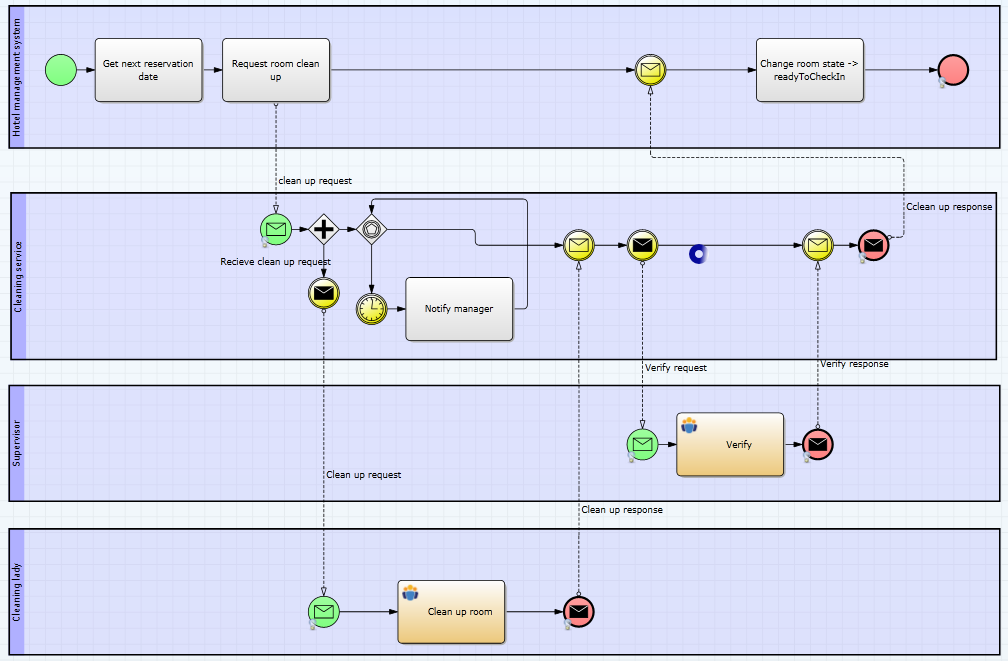 Hotel management system
Get next reservation
date
Request room clean
up
Change room state ->
readyToCheckIn
clean up request
Cclean up response
Cleaning service
Recieve clean up request
Notify manager
Verify request
Verify response
Supervisor
Verify
Clean up request
Clean up response
Cleaning lady
Clean up room